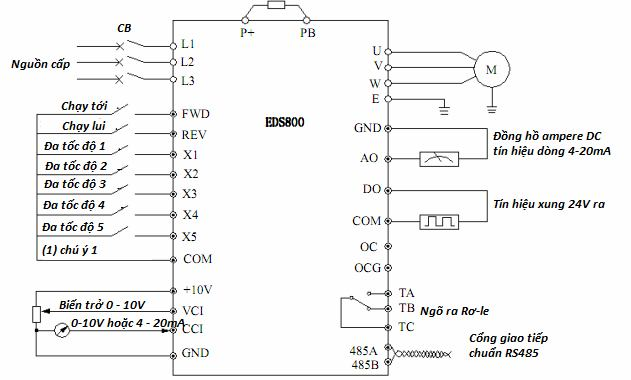 P+
PB
CB
Nguồn cấp
L1
L2
L3
Chạy tới
FWD
Chạy lui
REV
Đa tốc độ 1
X1
Đa tốc độ 2
X2
Đa tốc độ 3
X3
Đa tốc độ 4
X4
Đa tốc độ 5
X5
(1) chú ý 1
COM
+10V
Biến trở 0 - 10V
VCI
0-10V hoặc 4 - 20mA
CCI
GND
EDS800
U
V
W
E
M
GND
AO
Đồng hồ ampere DC
tín hiệu dòng 4-20mA
DO
COM
Tín hiệu xung 24V ra
OC
OCG
TA
TB
TC
Ngõ ra Rơ-le
485A
485B
Cổng giao tiếp
chuẩn RS485